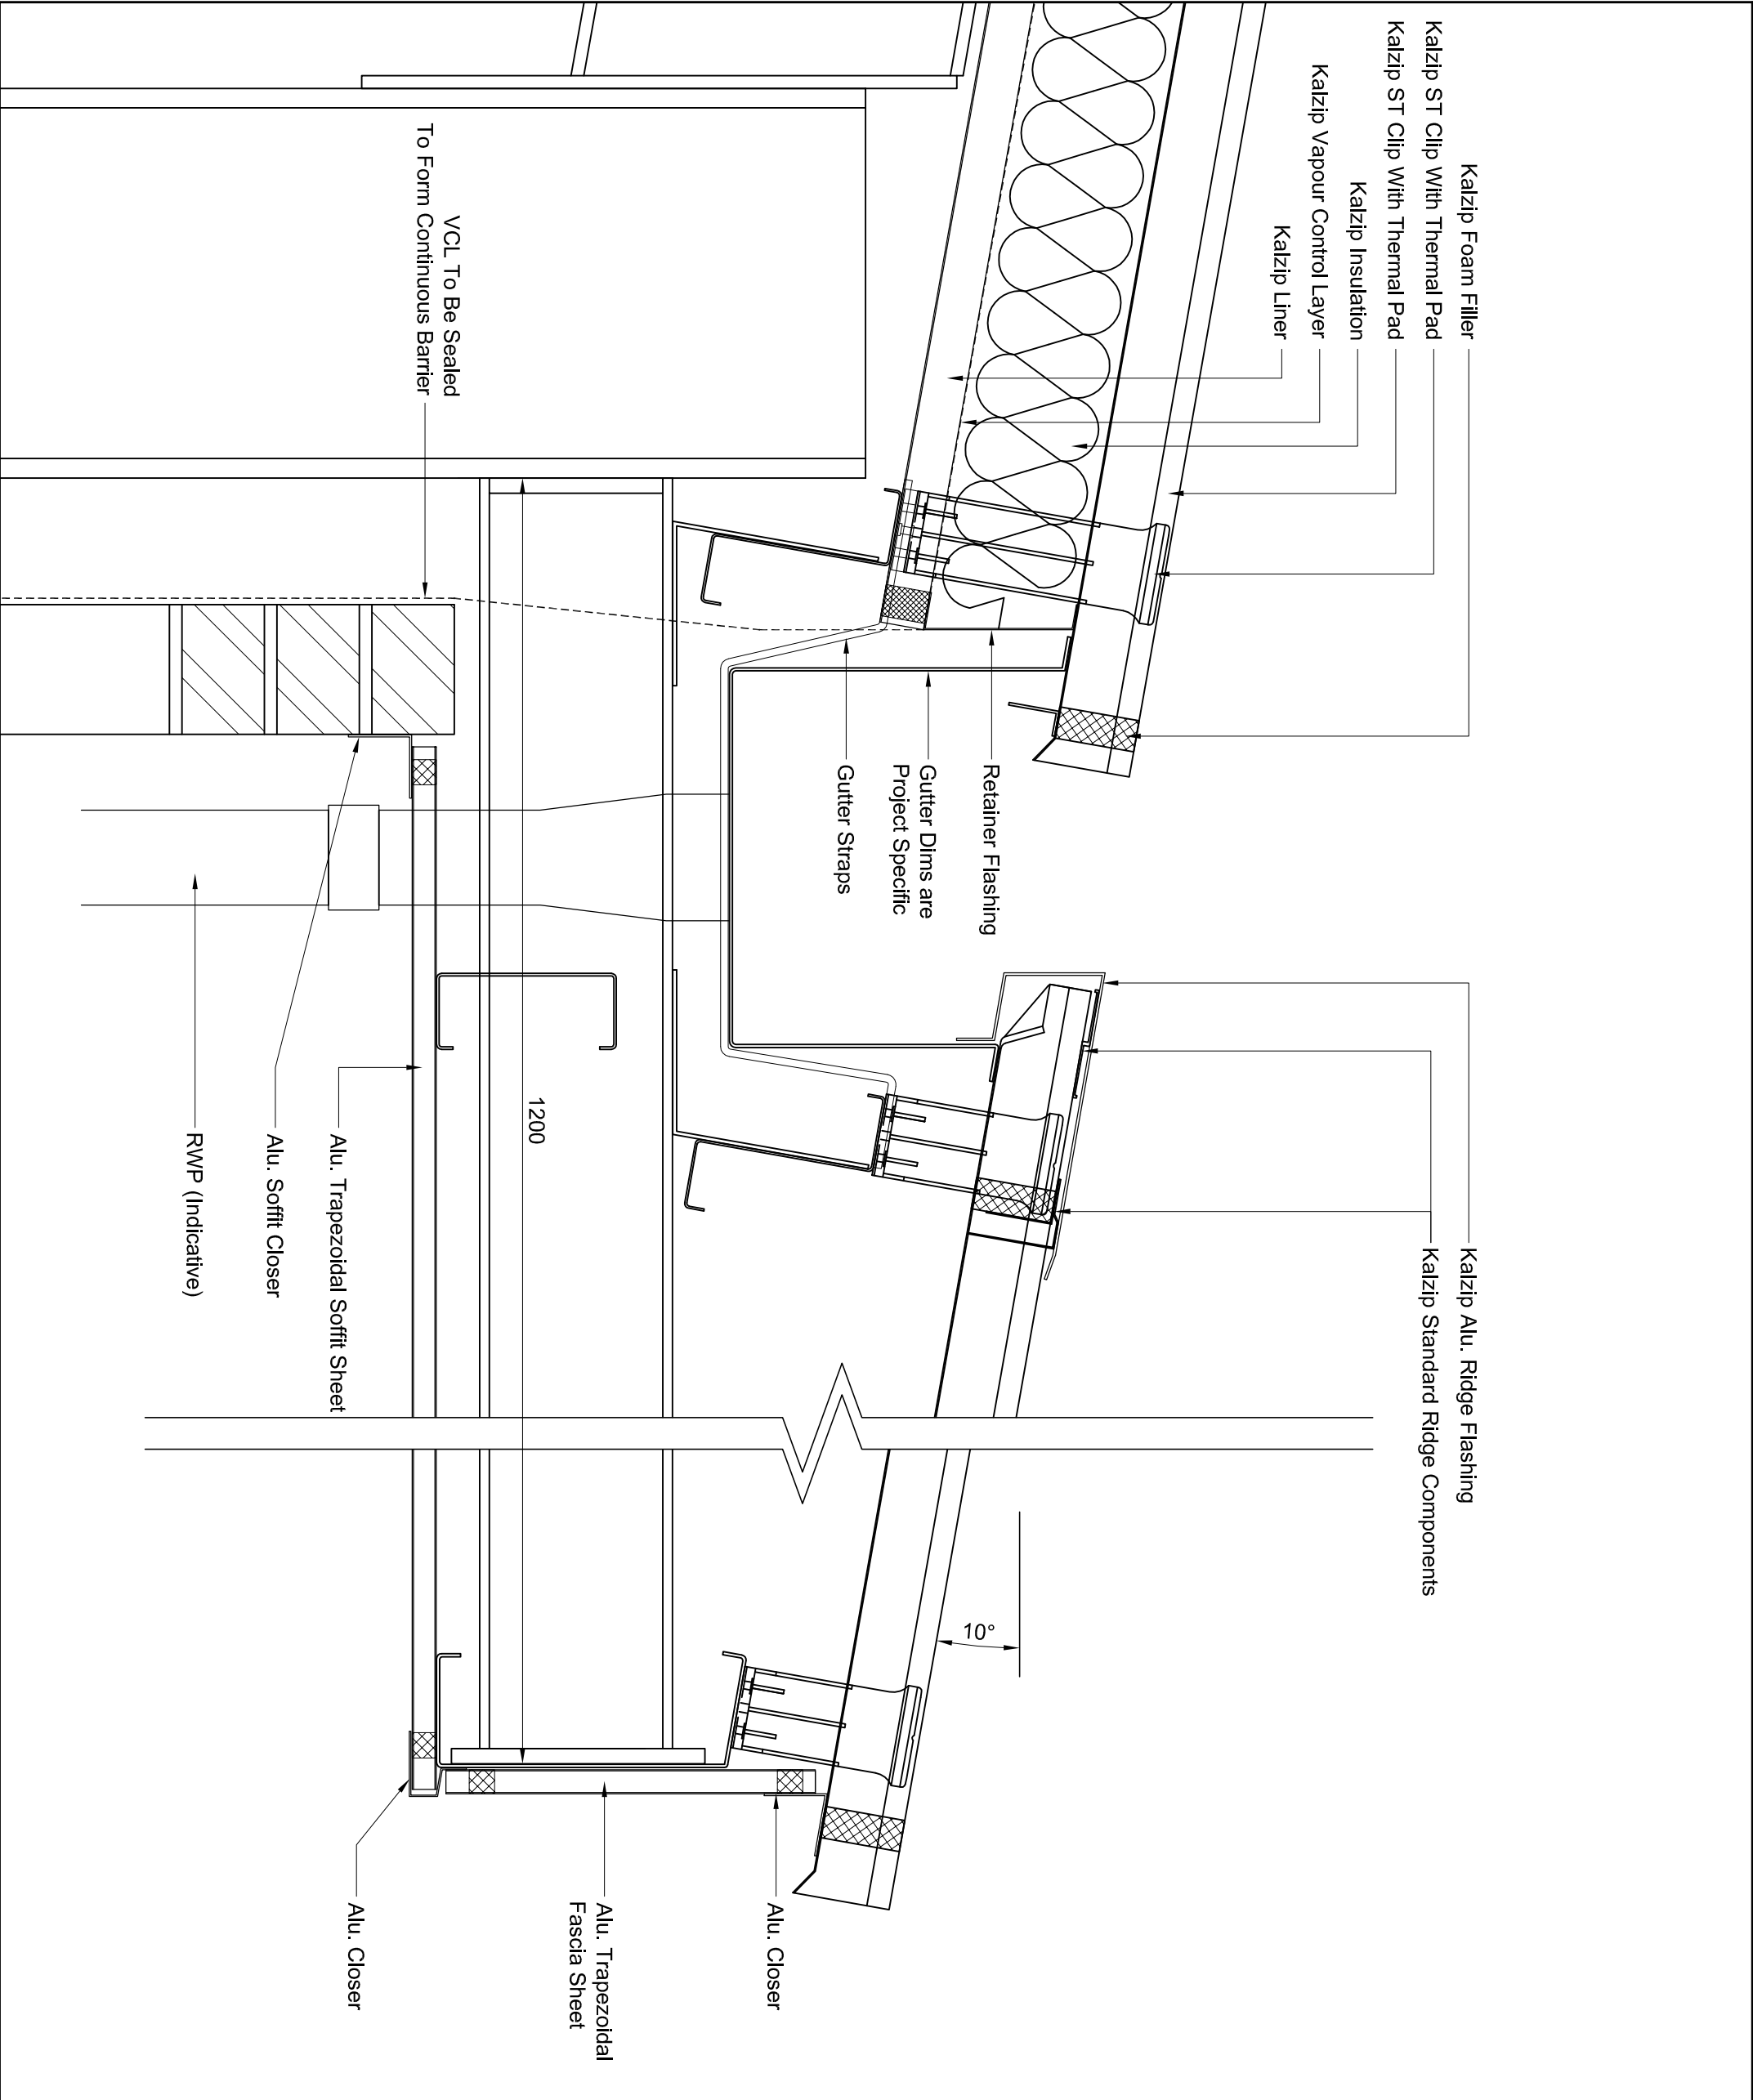 Kalzip Foam Filler
Kalzip ST Clip With Thermal Pad
Kalzip ST Clip With Thermal Pad
Kalzip Insulation
Kalzip Vapour Control Layer
Kalzip Liner
Kalzip Alu. Ridge Flashing
Kalzip Standard Ridge Components
10°
Retainer Flashing
Gutter Dims are
Project Specific
Gutter Straps
VCL To Be Sealed
To Form Continuous Barrier
1200
Alu. Trapezoidal Soffit Sheet
Alu. Soffit Closer
RWP (Indicative)
Alu. Closer
Alu. Trapezoidal
Fascia Sheet
Alu. Closer